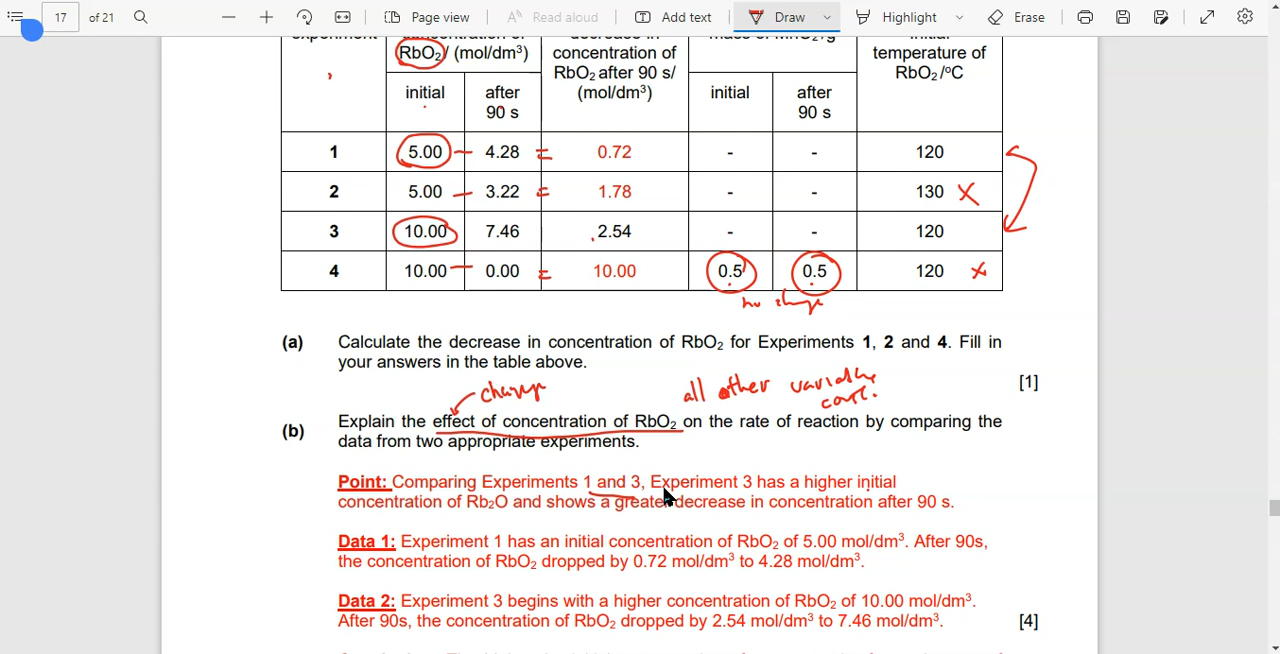 17 of 21 Page view Read aloud Add text Draw Highlight Erase
experiment RbO₂/ (mol/dm³) concentration of temperature of
RbO₂ after 90 s/ RbO₂/ºC
initial after (mol/dm³) initial after
90 s 90 s
1 5.00 – 4.28 = 0.72 - - 120
2 5.00 – 3.22 = 1.78 - - 130 X
3 10.00 7.46 2.54 - - 120
4 10.00 – 0.00 = 10.00 0.5 0.5 120 X
no change
(a) Calculate the decrease in concentration of RbO₂ for Experiments 1, 2 and 4. Fill in
your answers in the table above.
[1]
change all other variable
const.
(b) Explain the effect of concentration of RbO₂ on the rate of reaction by comparing the
data from two appropriate experiments.
Point: Comparing Experiments 1 and 3, Experiment 3 has a higher initial
concentration of Rb₂O and shows a greater decrease in concentration after 90 s.
Data 1: Experiment 1 has an initial concentration of RbO₂ of 5.00 mol/dm³. After 90s,
the concentration of RbO₂ dropped by 0.72 mol/dm³ to 4.28 mol/dm³.
Data 2: Experiment 3 begins with a higher concentration of RbO₂ of 10.00 mol/dm³.
After 90s, the concentration of RbO₂ dropped by 2.54 mol/dm³ to 7.46 mol/dm³. [4]